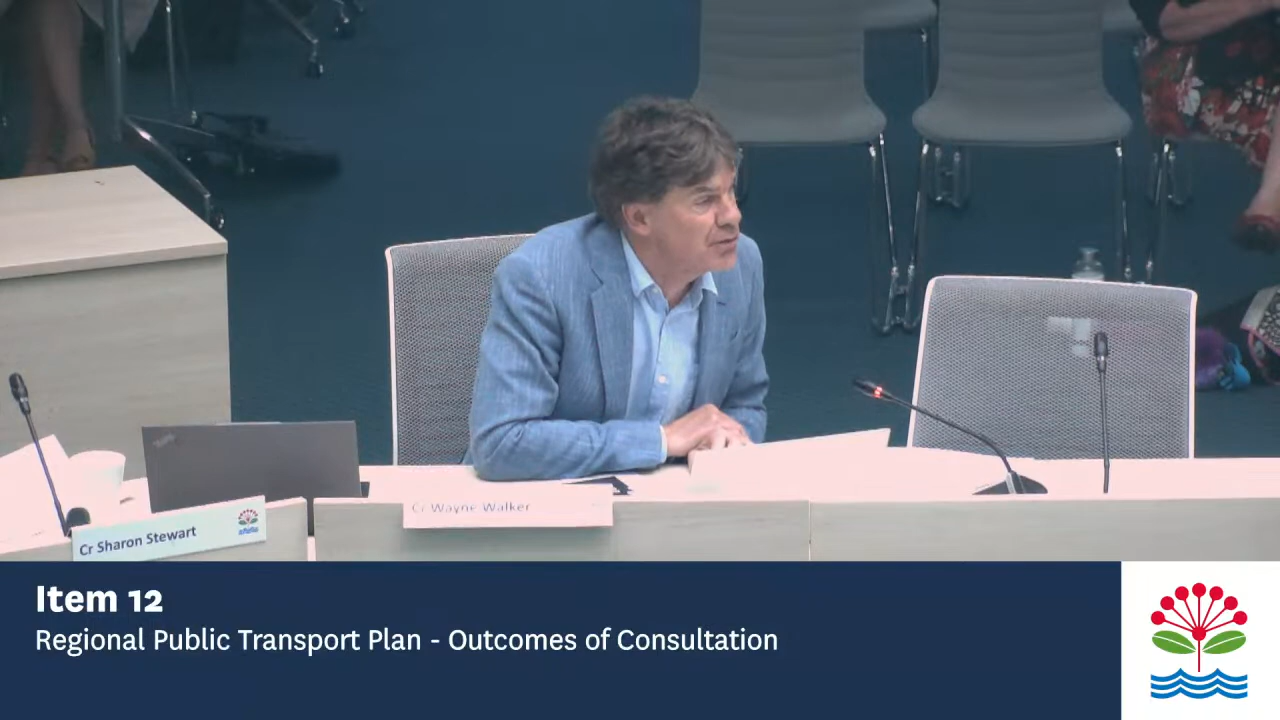 Cr Wayne Walker
Cr Sharon Stewart
Item 12
Regional Public Transport Plan - Outcomes of Consultation